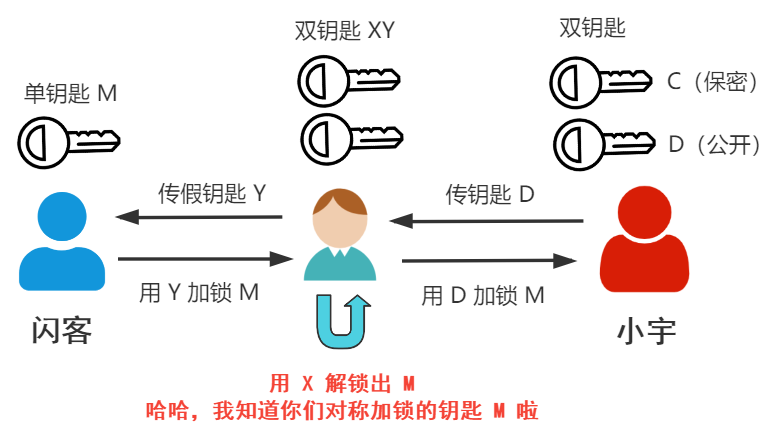 双钥匙 XY
双钥匙
单钥匙 M
C（保密）
D（公开）
传假钥匙 Y
传钥匙 D
用 Y 加锁 M
用 D 加锁 M
闪客
小宇
用 X 解锁出 M
哈哈，我知道你们对称加锁的钥匙 M 啦